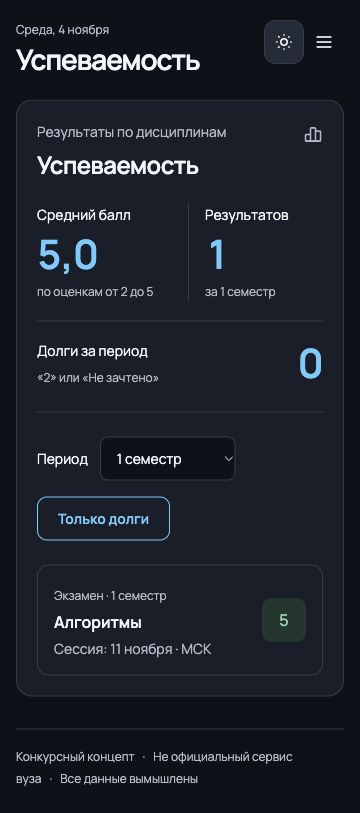 Среда, 4 ноября
Успеваемость
Результаты по дисциплинам
Успеваемость
Средний балл
5,0
по оценкам от 2 до 5
Результатов
1
за 1 семестр
Долги за период
«2» или «Не зачтено»
0
Период
1 семестр
Только долги
Экзамен · 1 семестр
Алгоритмы
Сессия: 11 ноября · МСК
5
Конкурсный концепт · Не официальный сервис
вуза · Все данные вымышлены